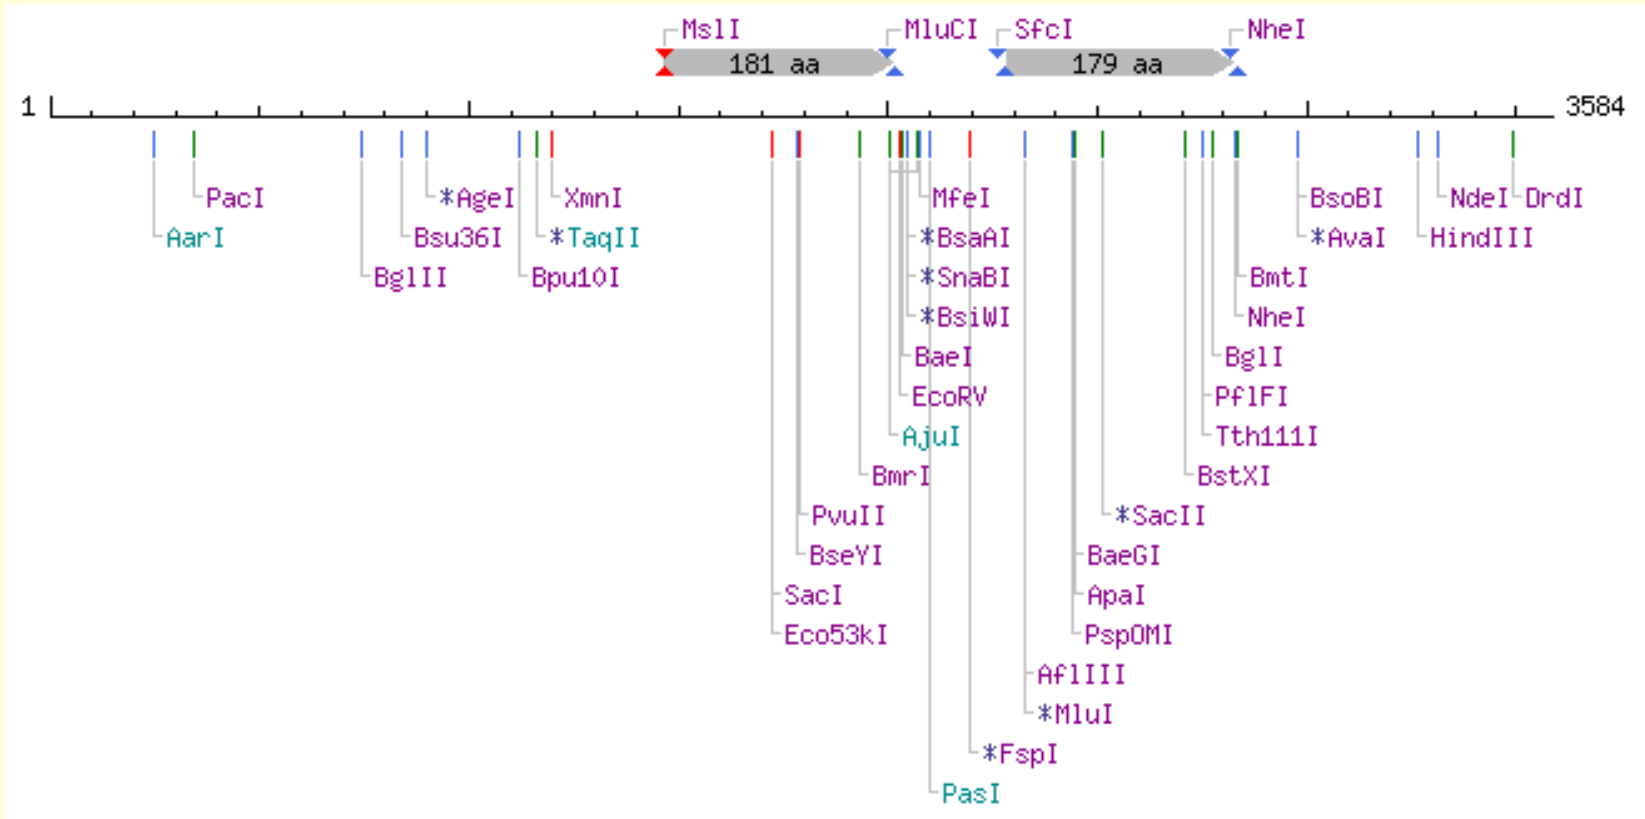 MslI MluCI SfcI NheI
181 aa 179 aa
1 3584
PacI *AgeI XmnI MfeI BsoBI NdeI DrdI
AarI Bsu36I *TaqII *BsaAI *AvaI HindIII
BglII Bpu10I *SnaBI BmtI
*BsiWI NheI
BaeI BglI
EcoRV PflFI
AjuI Tth111I
BmrI BstXI
PvuII *SacII
BseYI BaeGI
SacI ApaI
Eco53kI PspOMI
AflIII
*MluI
*FspI
PasI